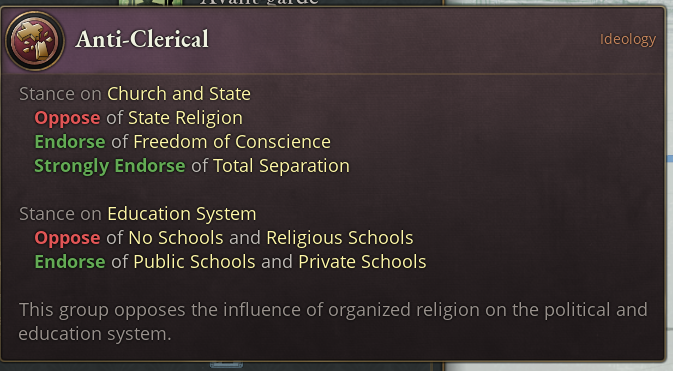 Avant-garde
Anti-Clerical
Ideology
Stance on Church and State
Oppose of State Religion
Endorse of Freedom of Conscience
Strongly Endorse of Total Separation
Stance on Education System
Oppose of No Schools and Religious Schools
Endorse of Public Schools and Private Schools
This group opposes the influence of organized religion on the political and
education system.